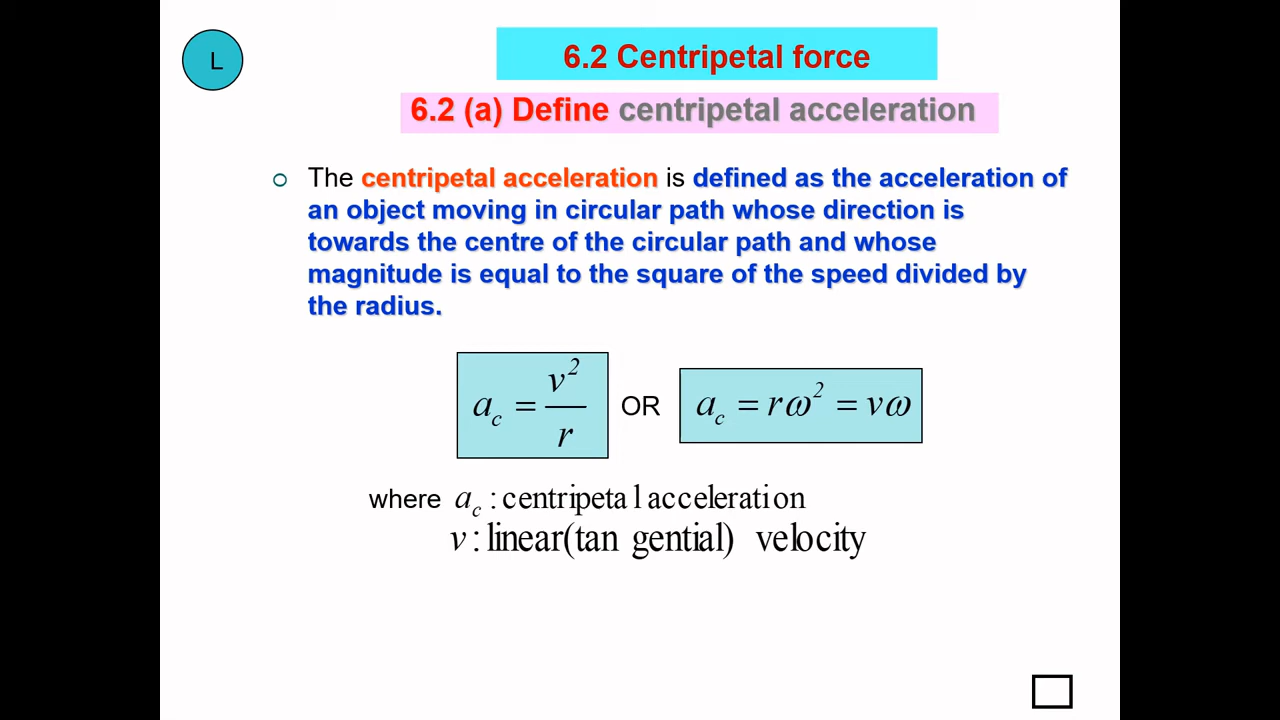 L
6.2 Centripetal force
6.2 (a) Define centripetal acceleration
The centripetal acceleration is defined as the acceleration of
an object moving in circular path whose direction is
towards the centre of the circular path and whose
magnitude is equal to the square of the speed divided by
the radius.
a_c = v^2 / r OR a_c = rω^2 = vω
where a_c : centripeta l acceleration
v : linear(tan gential) velocity